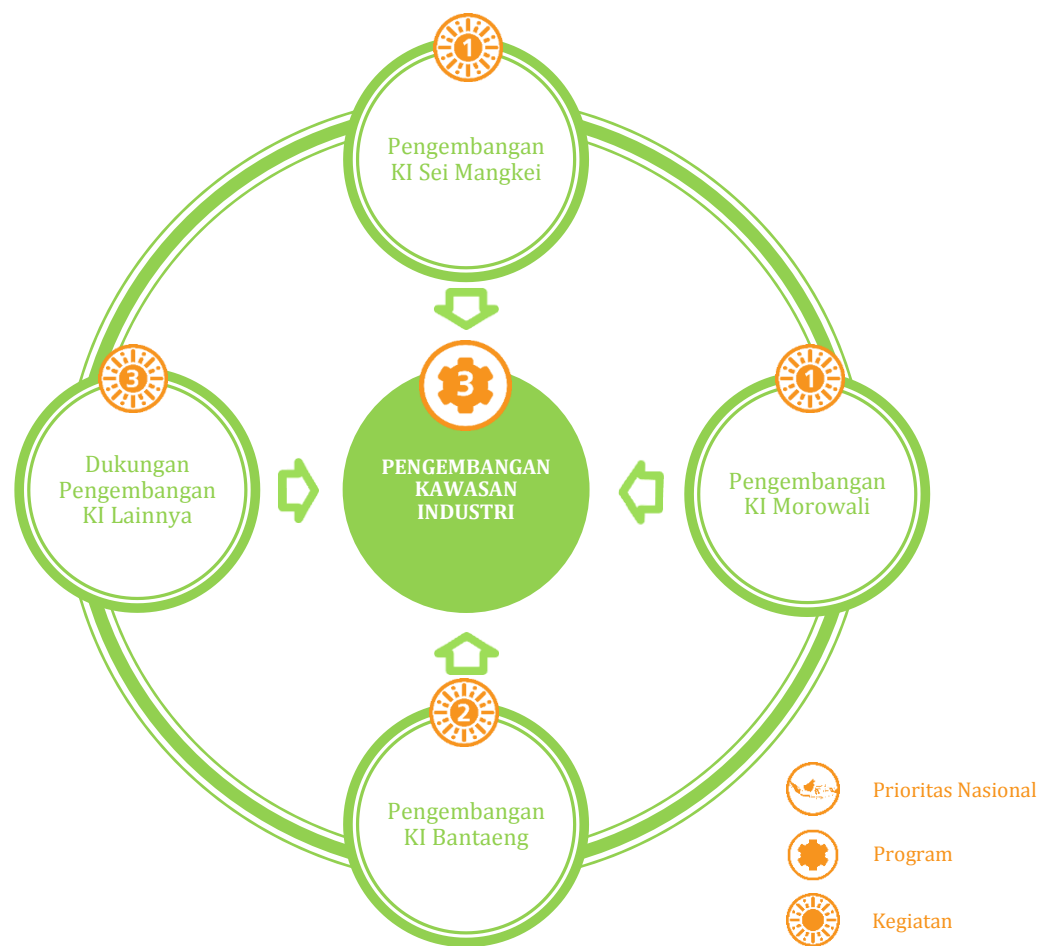 1
Pengembangan
KI Sei Mangkei
3
Dukungan
Pengembangan
KI Lainnya
3
PENGEMBANGAN
KAWASAN
INDUSTRI
1
Pengembangan
KI Morowali
2
Pengembangan
KI Bantaeng
Prioritas Nasional
Program
Kegiatan